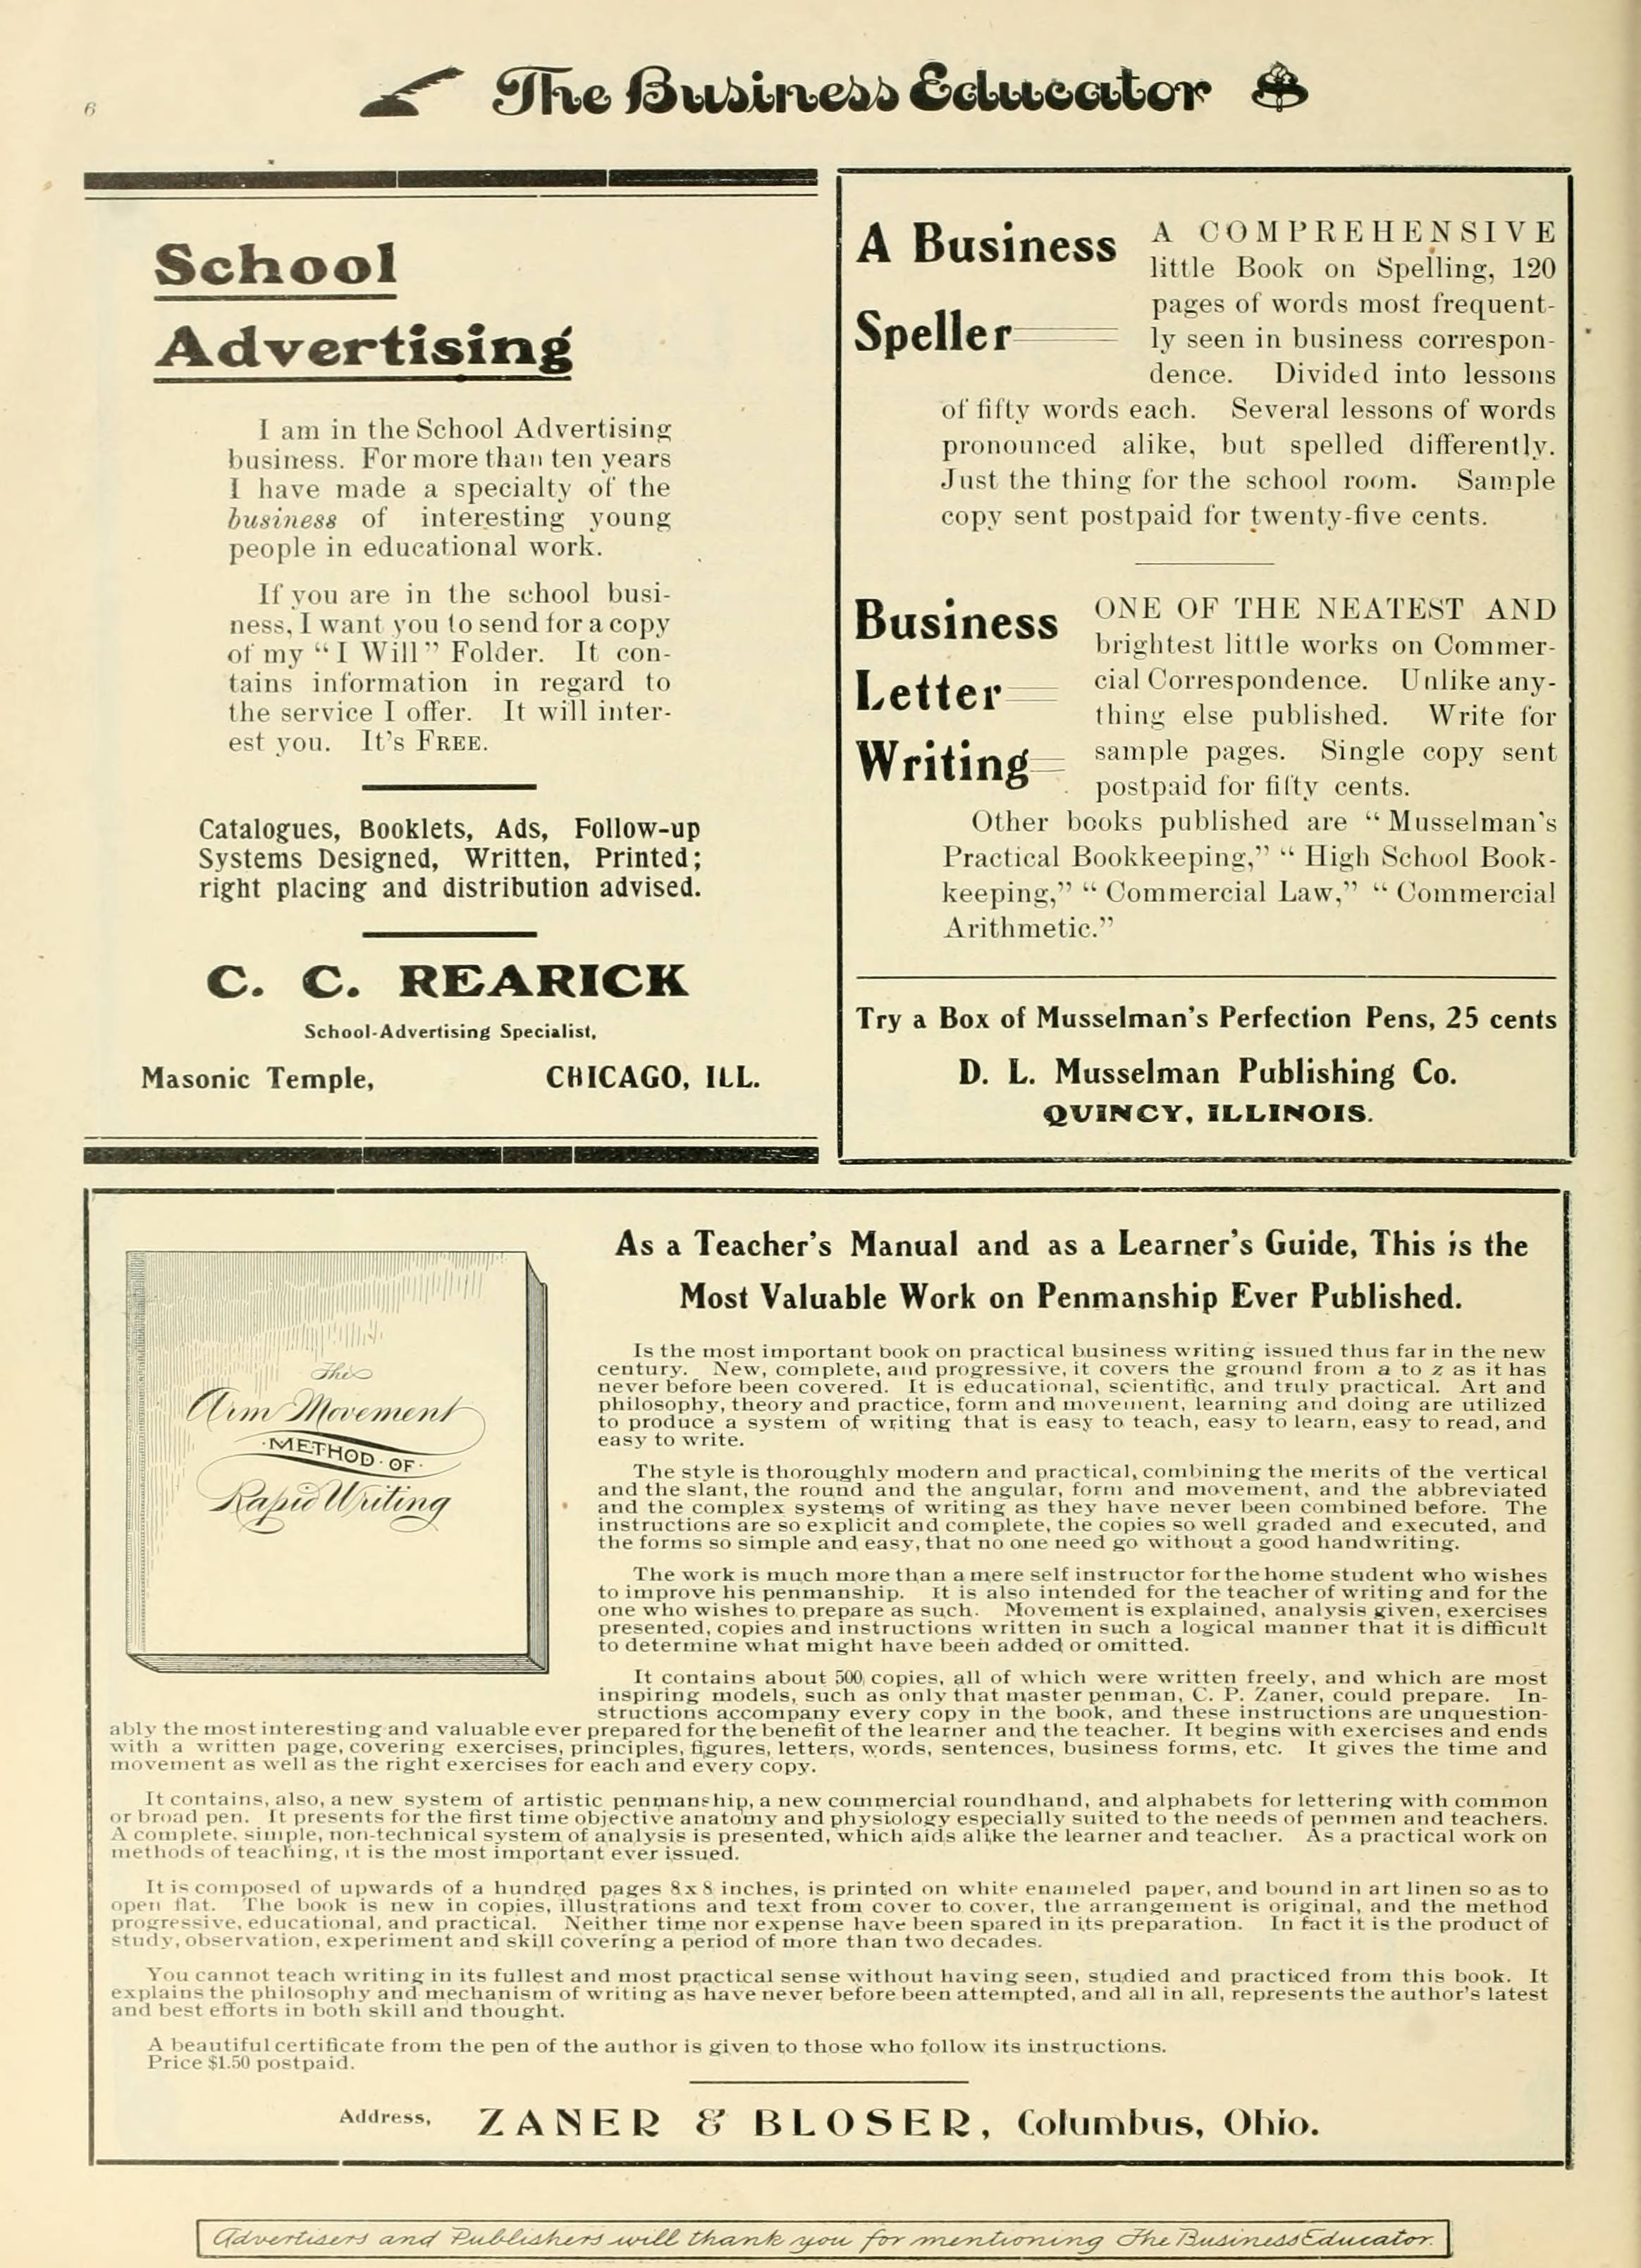 6
The Business Educator
School
Advertising
I am in the School Advertising
business. For more than ten years
I have made a specialty of the
business of interesting young
people in educational work.
If you are in the school busi-
ness, I want you to send for a copy
of my "I Will" Folder. It con-
tains information in regard to
the service I offer. It will inter-
est you. It's FREE.
Catalogues, Booklets, Ads, Follow-up
Systems Designed, Written, Printed;
right placing and distribution advised.
C. C. REARICK
School-Advertising Specialist,
Masonic Temple, CHICAGO, ILL.
A Business
Speller
A COMPREHENSIVE
little Book on Spelling, 120
pages of words most frequent-
ly seen in business correspon-
dence. Divided into lessons
of fifty words each. Several lessons of words
pronounced alike, but spelled differently.
Just the thing for the school room. Sample
copy sent postpaid for twenty-five cents.
Business
Letter
Writing
ONE OF THE NEATEST AND
brightest little works on Commer-
cial Correspondence. Unlike any-
thing else published. Write for
sample pages. Single copy sent
postpaid for fifty cents.
Other books published are "Musselman's
Practical Bookkeeping," "High School Book-
keeping," "Commercial Law," "Commercial
Arithmetic."
Try a Box of Musselman's Perfection Pens, 25 cents
D. L. Musselman Publishing Co.
QUINCY, ILLINOIS.
The
Arm Movement
METHOD OF
Rapid Writing
As a Teacher's Manual and as a Learner's Guide, This is the
Most Valuable Work on Penmanship Ever Published.
Is the most important book on practical business writing issued thus far in the new
century. New, complete, and progressive, it covers the ground from a to z as it has
never before been covered. It is educational, scientific, and truly practical. Art and
philosophy, theory and practice, form and movement, learning and doing are utilized
to produce a system of writing that is easy to teach, easy to learn, easy to read, and
easy to write.
The style is thoroughly modern and practical, combining the merits of the vertical
and the slant, the round and the angular, form and movement, and the abbreviated
and the complex systems of writing as they have never been combined before. The
instructions are so explicit and complete, the copies so well graded and executed, and
the forms so simple and easy, that no one need go without a good handwriting.
The work is much more than a mere self instructor for the home student who wishes
to improve his penmanship. It is also intended for the teacher of writing and for the
one who wishes to prepare as such. Movement is explained, analysis given, exercises
presented, copies and instructions written in such a logical manner that it is difficult
to determine what might have been added or omitted.
It contains about 500 copies, all of which were written freely, and which are most
inspiring models, such as only that master penman, C. P. Zaner, could prepare. In-
structions accompany every copy in the book, and these instructions are unquestion-
ably the most interesting and valuable ever prepared for the benefit of the learner and the teacher. It begins with exercises and ends
with a written page, covering exercises, principles, figures, letters, words, sentences, business forms, etc. It gives the time and
movement as well as the right exercises for each and every copy.
It contains, also, a new system of artistic penmanship, a new commercial roundhand, and alphabets for lettering with common
or broad pen. It presents for the first time objective anatomy and physiology especially suited to the needs of penmen and teachers.
A complete, simple, non-technical system of analysis is presented, which aids alike the learner and teacher. As a practical work on
methods of teaching, it is the most important ever issued.
It is composed of upwards of a hundred pages 8x8 inches, is printed on white enameled paper, and bound in art linen so as to
open flat. The book is new in copies, illustrations and text from cover to cover, the arrangement is original, and the method
progressive, educational, and practical. Neither time nor expense have been spared in its preparation. In fact it is the product of
study, observation, experiment and skill covering a period of more than two decades.
You cannot teach writing in its fullest and most practical sense without having seen, studied and practiced from this book. It
explains the philosophy and mechanism of writing as have never before been attempted, and all in all, represents the author's latest
and best efforts in both skill and thought.
A beautiful certificate from the pen of the author is given to those who follow its instructions.
Price $1.50 postpaid.
Address, ZANER & BLOSER, Columbus, Ohio.
Advertisers and Publishers will thank you for mentioning The Business Educator.